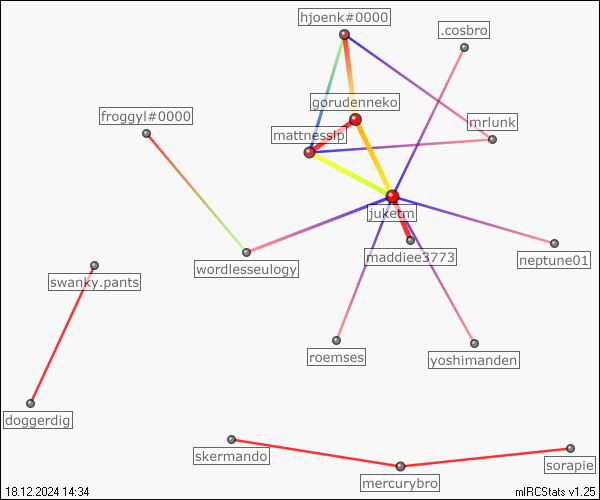 hjoenk#0000
.cosbro
gorudenneko
froggyl#0000
mrlunk
mattnessfp
juketm
maddiee3773
wordlesseulogy
neptune01
swanky.pants
roemses
yoshimanden
doggerdig
skermando
sorapie
mercurybro
18.12.2024 14:34
mIRCStats v1.25